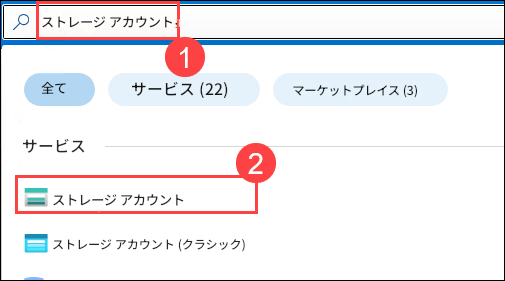 ストレージ アカウント
1
全て
サービス (22)
マーケットプレイス (3)
サービス
2
ストレージ アカウント
ストレージ アカウント (クラシック)